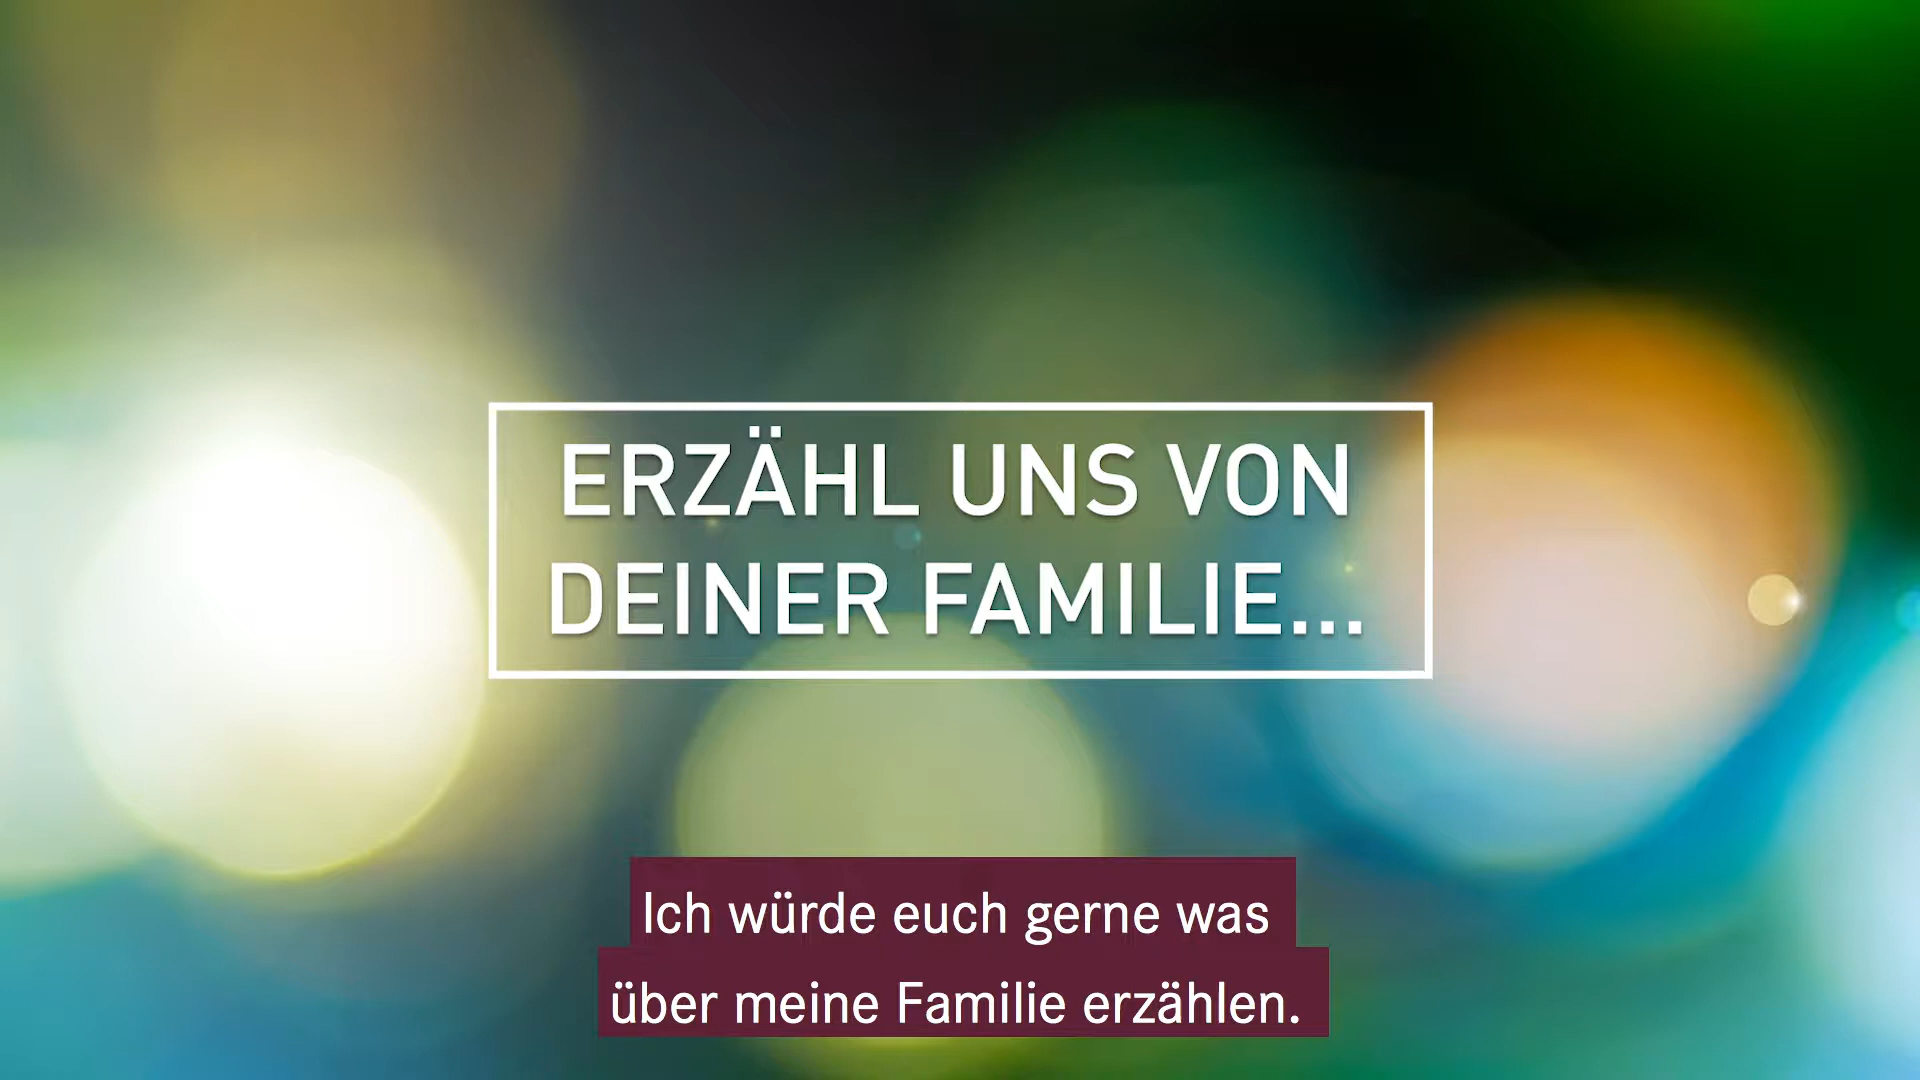 ERZÄHL UNS VON
DEINER FAMILIE...
Ich würde euch gerne was
über meine Familie erzählen.